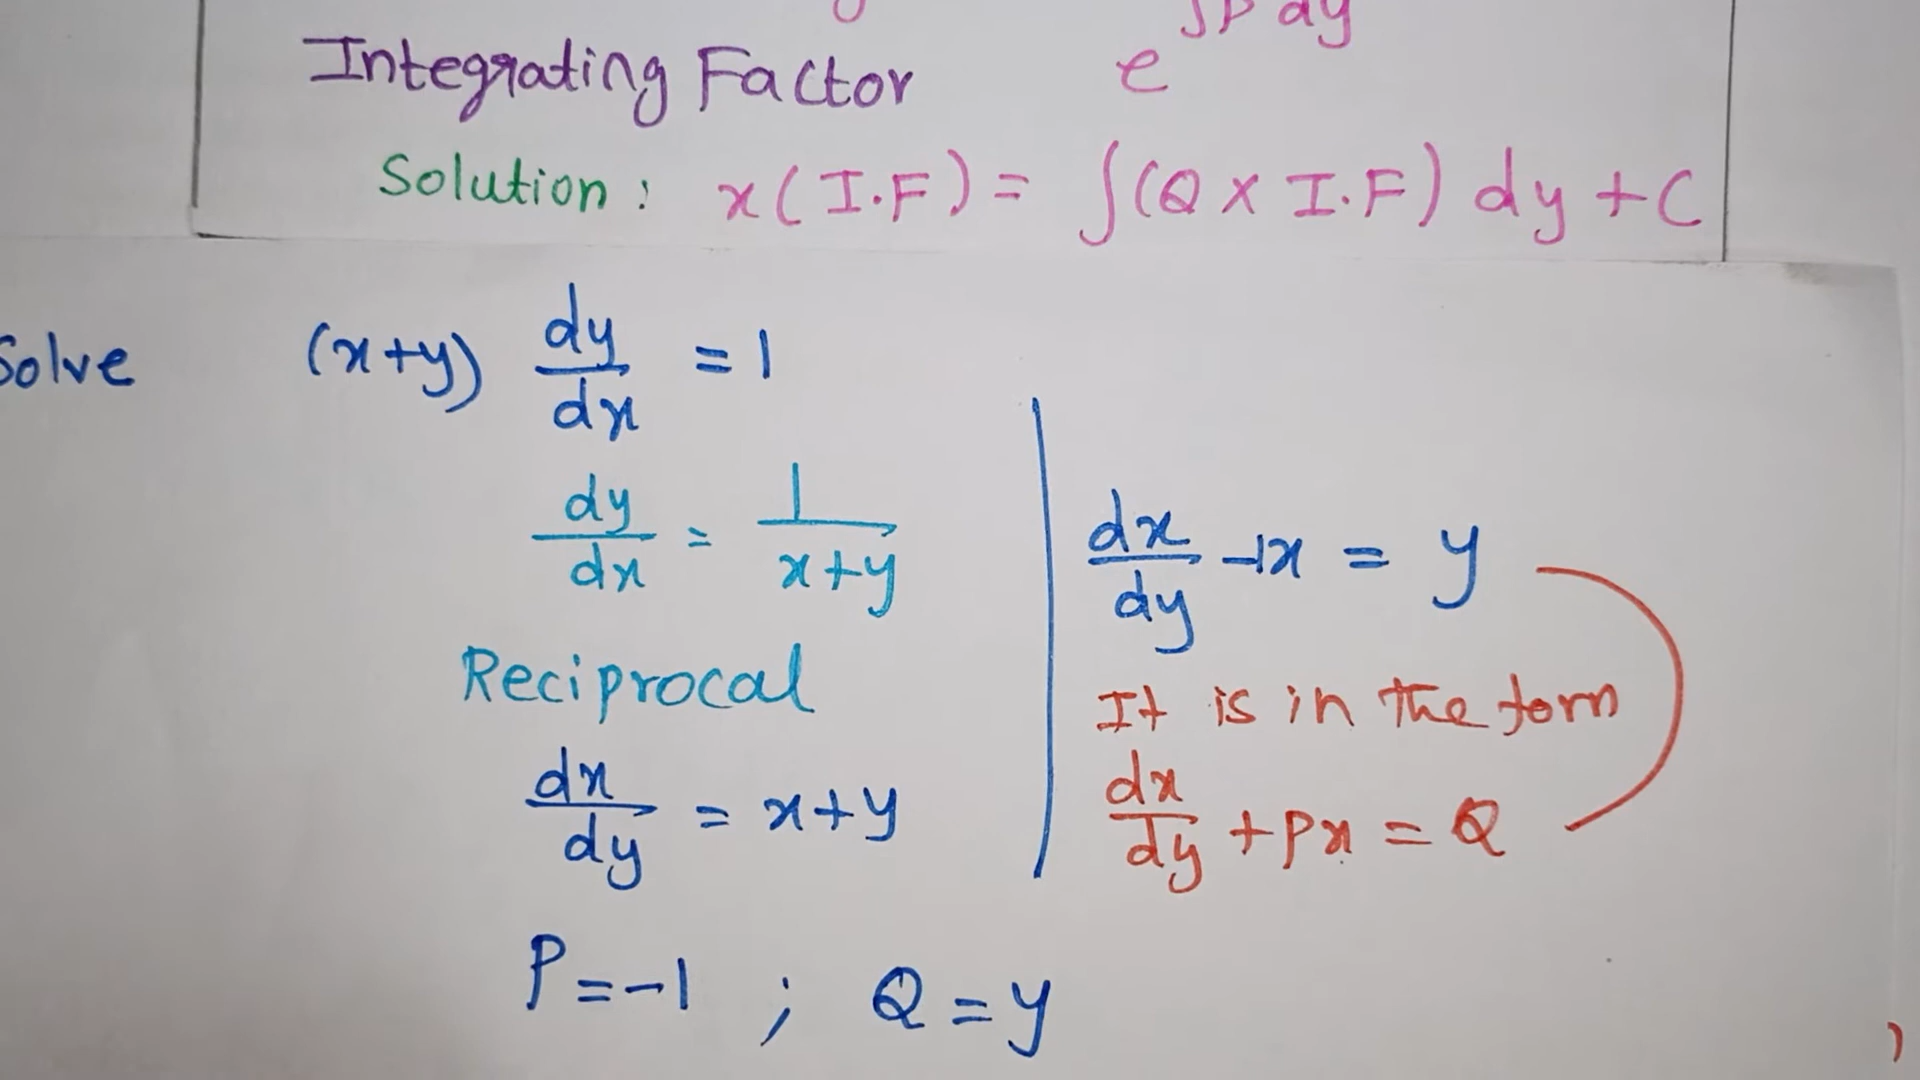 e^∫P dy
Integrating Factor
Solution: x(I.F) = ∫(Q × I.F) dy + C
Solve (x+y) dy/dx = 1
dy/dx = 1/(x+y)
Reciprocal
dx/dy = x+y
dx/dy -1x = y
It is in the form
dx/dy + Px = Q
P = -1 ; Q = y